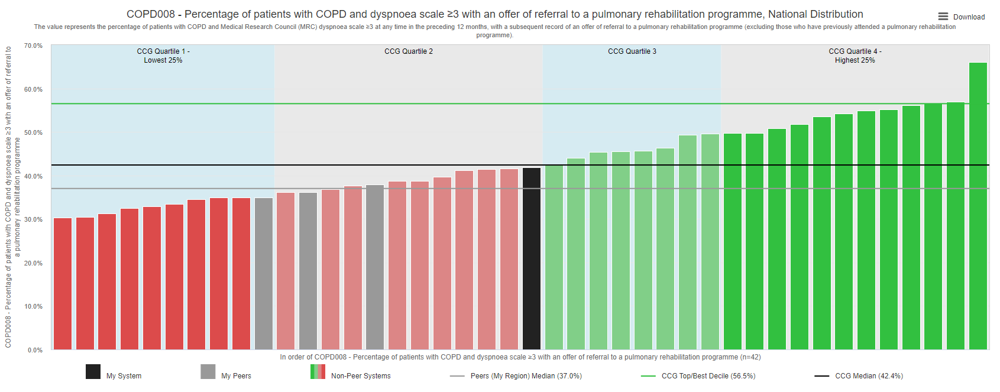 COPD008 - Percentage of patients with COPD and dyspnoea scale ≥3 with an offer of referral to a pulmonary rehabilitation programme, National Distribution
Download
The value represents the percentage of patients with COPD and Medical Research Council (MRC) dyspnoea scale ≥3 at any time in the preceding 12 months, with a subsequent record of an offer of referral to a pulmonary rehabilitation programme (excluding those who have previously attended a pulmonary rehabilitation
programme).
COPD008 - Percentage of patients with COPD and dyspnoea scale ≥3 with an offer of referral to
a pulmonary rehabilitation programme
70.0%
60.0%
50.0%
40.0%
30.0%
20.0%
10.0%
0.0%
CCG Quartile 1 -
Lowest 25%
CCG Quartile 2
CCG Quartile 3
CCG Quartile 4 -
Highest 25%
In order of COPD008 - Percentage of patients with COPD and dyspnoea scale ≥3 with an offer of referral to a pulmonary rehabilitation programme (n=42)
My System
My Peers
Non-Peer Systems
Peers (My Region) Median (37.0%)
CCG Top/Best Decile (56.5%)
CCG Median (42.4%)